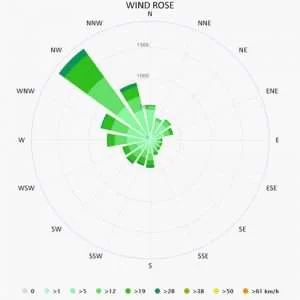 WIND ROSE
N
NNW NNE
NW NE
1500
1000
WNW ENE
W E
WSW ESE
SW SE
SSW SSE
S
0 >1 >5 >12 >19 >28 >38 >50 >61 km/h